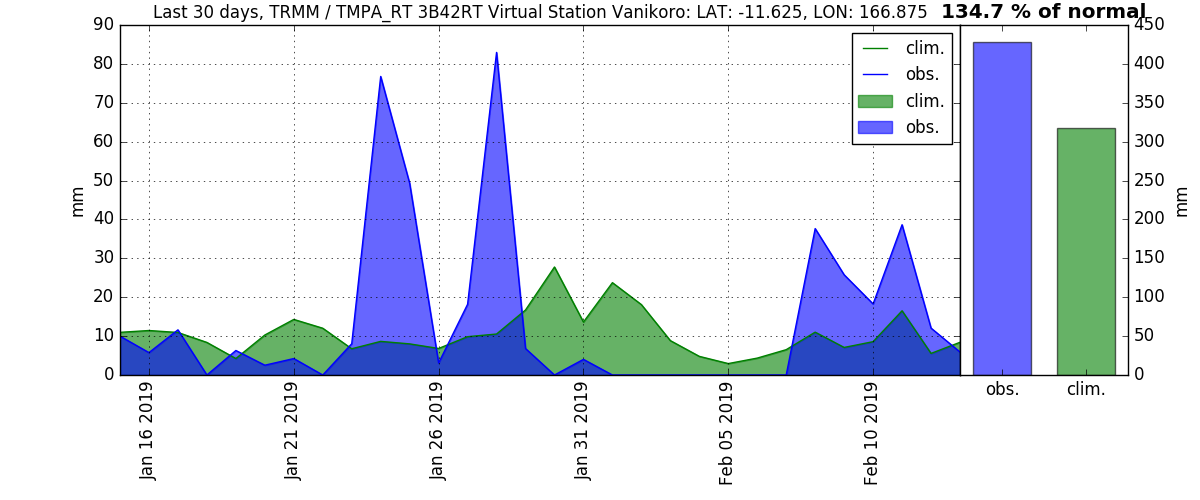 Last 30 days, TRMM / TMPA_RT 3B42RT Virtual Station Vanikoro: LAT: -11.625, LON: 166.875 134.7 % of normal
90
80
70
60
50
40
30
20
10
0
mm
clim.
obs.
clim.
obs.
450
400
350
300
250
200
150
100
50
0
mm
Jan 16 2019
Jan 21 2019
Jan 26 2019
Jan 31 2019
Feb 05 2019
Feb 10 2019
obs.
clim.